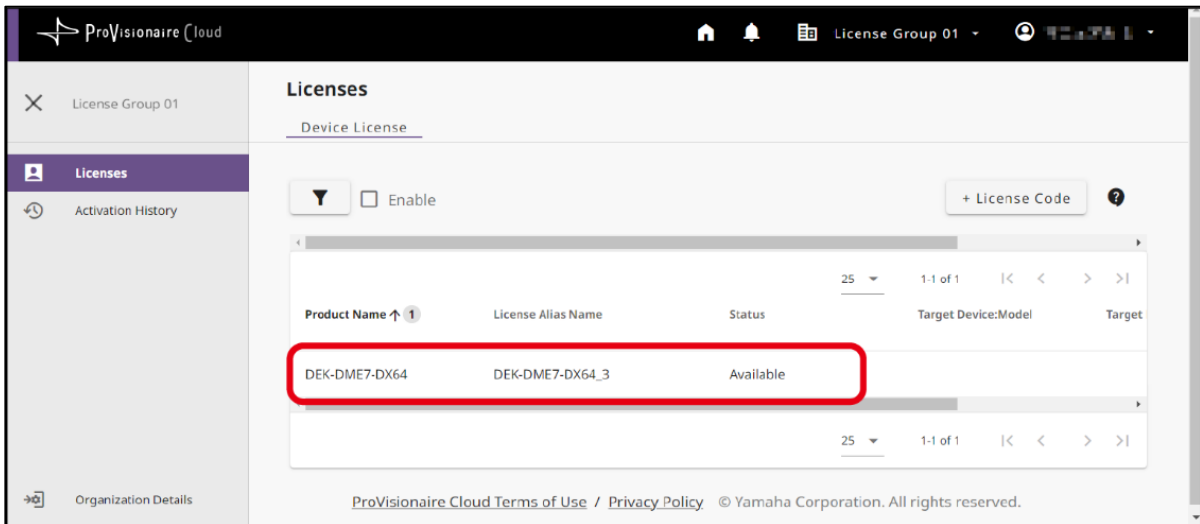 ProVisionaire Cloud
License Group 01
License Group 01
Licenses
Device License
Licenses
Activation History
Enable
+ License Code
?
25
1-1 of 1
Product Name 1
License Alias Name
Status
Target Device:Model
Target
DEK-DME7-DX64
DEK-DME7-DX64_3
Available
25
1-1 of 1
Organization Details
ProVisionaire Cloud Terms of Use / Privacy Policy © Yamaha Corporation. All rights reserved.